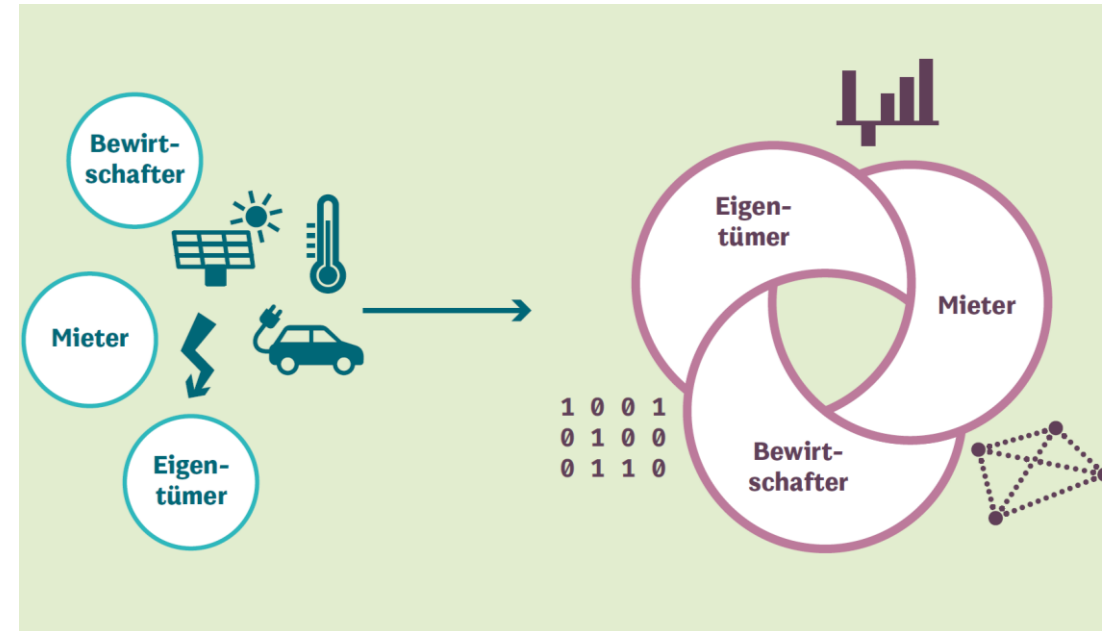 Bewirt-
schafter
Mieter
Eigen-
tümer
Eigen-
tümer
Mieter
Bewirt-
schafter
1 0 0 1
0 1 0 0
0 1 1 0